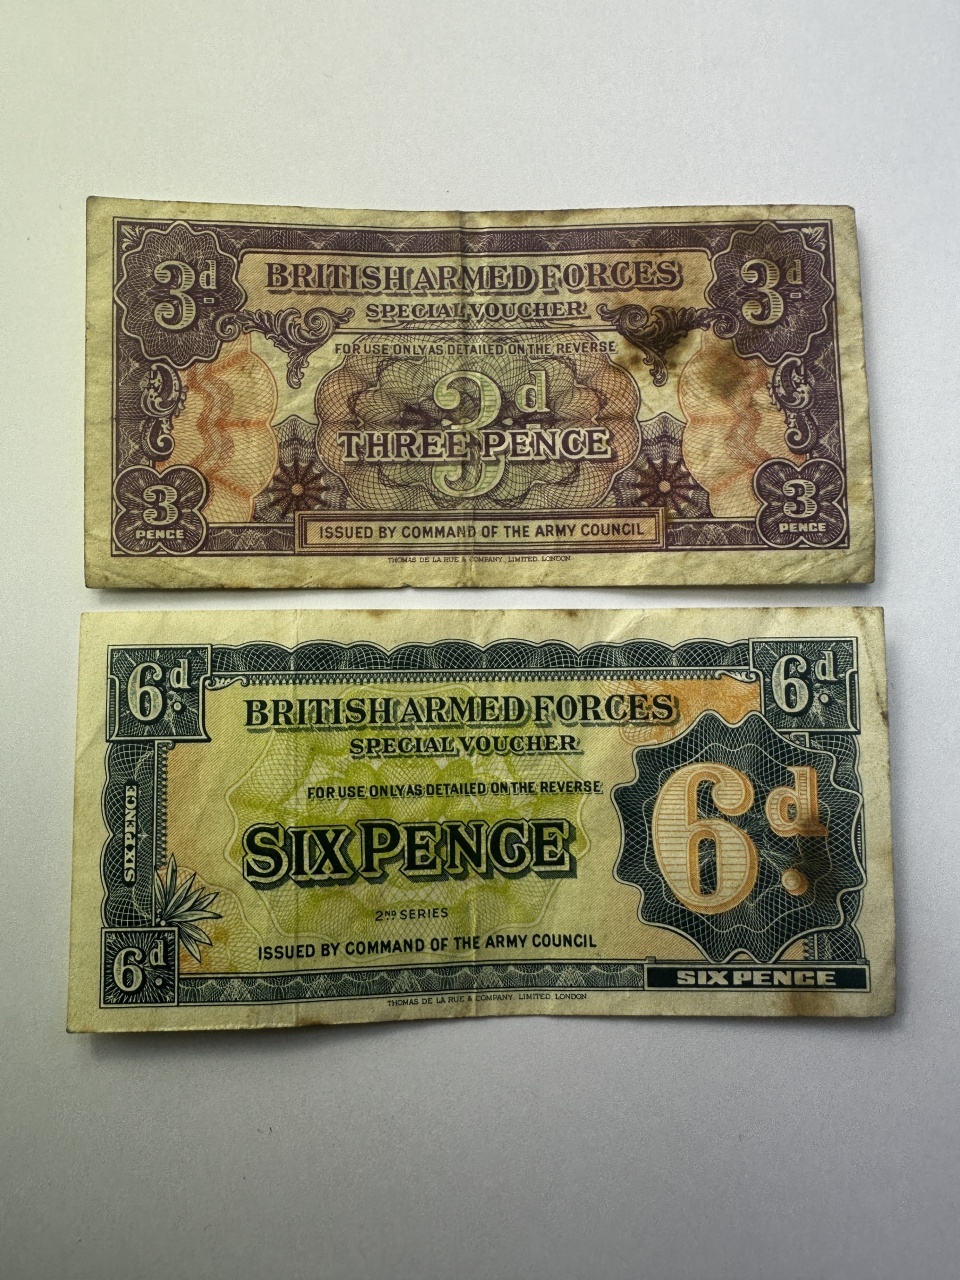 3d 3d
BRITISH ARMED FORCES
SPECIAL VOUCHER
FOR USE ONLY AS DETAILED ON THE REVERSE
3d
THREE PENCE
3 PENCE
3 PENCE
ISSUED BY COMMAND OF THE ARMY COUNCIL
THOMAS DE LA RUE & COMPANY, LIMITED, LONDON
6d 6d
BRITISH ARMED FORCES
SPECIAL VOUCHER
FOR USE ONLY AS DETAILED ON THE REVERSE
SIX PENCE
6d
SIX PENCE
2ND SERIES
ISSUED BY COMMAND OF THE ARMY COUNCIL
6d
SIX PENCE
THOMAS DE LA RUE & COMPANY, LIMITED, LONDON